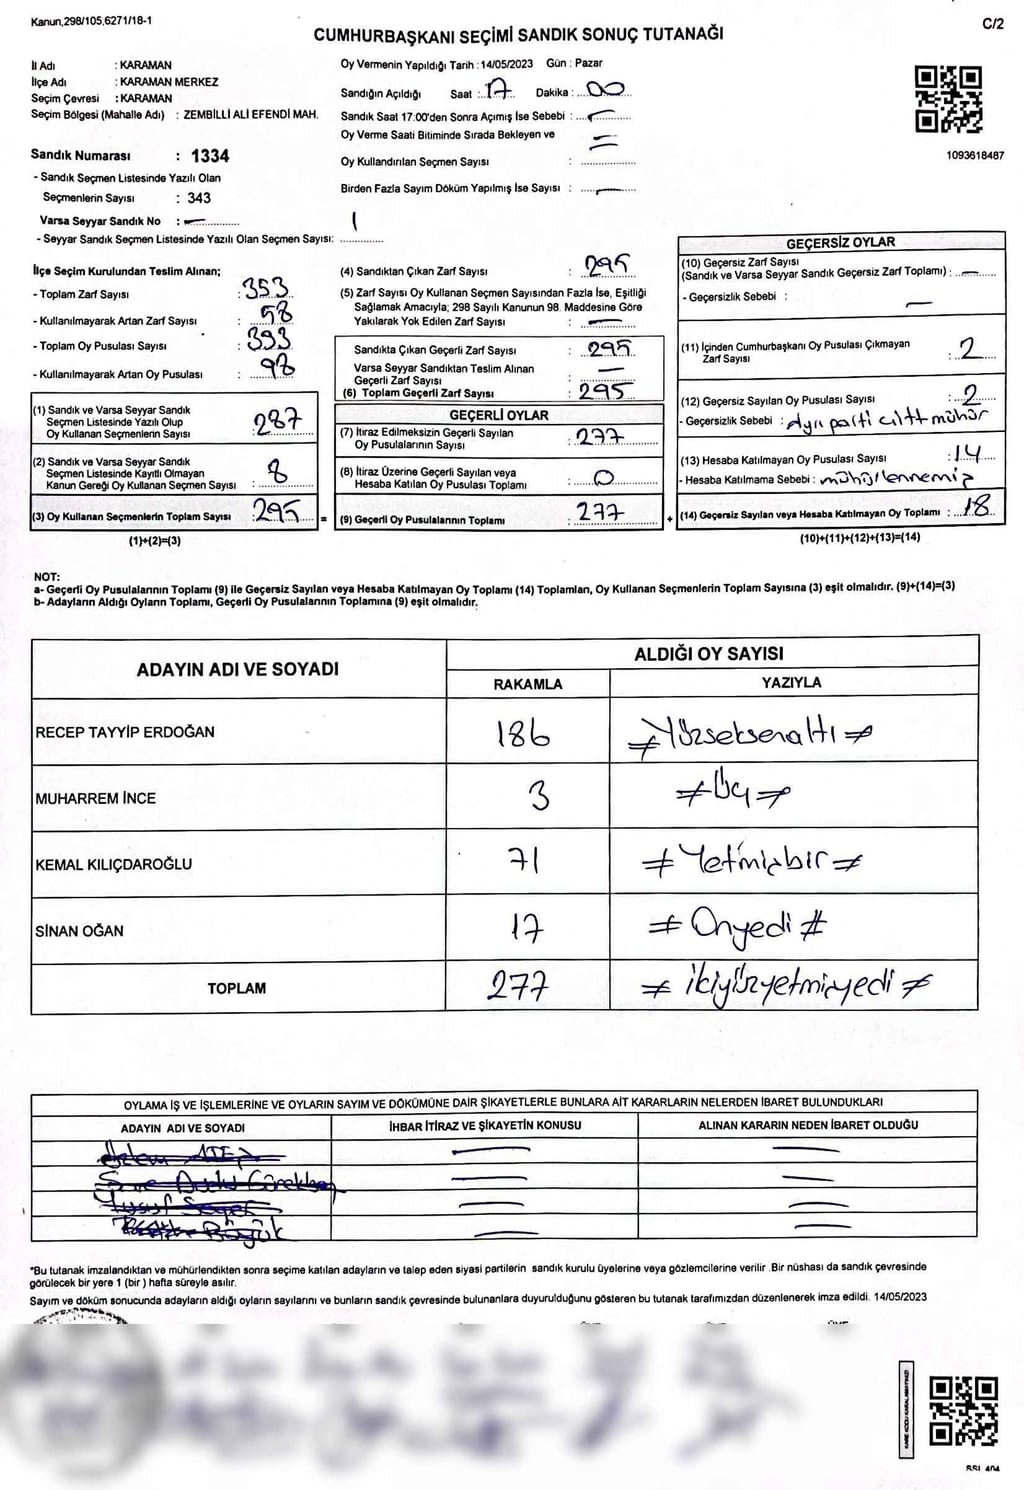 Kanun,298/105,6271/18-1
C/2
CUMHURBAŞKANI SEÇİMİ SANDIK SONUÇ TUTANAĞI
İl Adı : KARAMAN
İlçe Adı : KARAMAN MERKEZ
Seçim Çevresi : KARAMAN
Seçim Bölgesi (Mahalle Adı) : ZEMBİLLİ ALİ EFENDİ MAH.
Sandık Numarası : 1334
- Sandık Seçmen Listesinde Yazılı Olan
Seçmenlerin Sayısı : 343
Varsa Seyyar Sandık No : —
- Seyyar Sandık Seçmen Listesinde Yazılı Olan Seçmen Sayısı:
Oy Vermenin Yapıldığı Tarih : 14/05/2023 Gün : Pazar
Sandığın Açıldığı Saat : 17 Dakika : 00
Sandık Saat 17:00'den Sonra Açımış İse Sebebi :
Oy Verme Saati Bitiminde Sırada Bekleyen ve
Oy Kullandırılan Seçmen Sayısı :
Birden Fazla Sayım Döküm Yapılmış İse Sayısı : —
1093618487
İlçe Seçim Kurulundan Teslim Alınan;
- Toplam Zarf Sayısı : 353
- Kullanılmayarak Artan Zarf Sayısı : 58
- Toplam Oy Pusulası Sayısı : 393
- Kullanılmayarak Artan Oy Pusulası : 98
(1) Sandık ve Varsa Seyyar Sandık
Seçmen Listesinde Yazılı Olup
Oy Kullanan Seçmenlerin Sayısı : 287
(2) Sandık ve Varsa Seyyar Sandık
Seçmen Listesinde Kayıtlı Olmayan
Kanun Gereği Oy Kullanan Seçmen Sayısı : 8
(3) Oy Kullanan Seçmenlerin Toplam Sayısı : 295 =
(1)+(2)=(3)
(4) Sandıktan Çıkan Zarf Sayısı : 295
(5) Zarf Sayısı Oy Kullanan Seçmen Sayısından Fazla İse, Eşitliği
Sağlamak Amacıyla; 298 Sayılı Kanunun 98. Maddesine Göre
Yakılarak Yok Edilen Zarf Sayısı : —
Sandıkta Çıkan Geçerli Zarf Sayısı : 295
Varsa Seyyar Sandıktan Teslim Alınan
Geçerli Zarf Sayısı : —
(6) Toplam Geçerli Zarf Sayısı : 295
GEÇERLİ OYLAR
(7) İtiraz Edilmeksizin Geçerli Sayılan
Oy Pusulalarının Sayısı : 277
(8) İtiraz Üzerine Geçerli Sayılan veya
Hesaba Katılan Oy Pusulası Toplamı : 0
(9) Geçerli Oy Pusulalarının Toplamı : 277 +
GEÇERSİZ OYLAR
(10) Geçersiz Zarf Sayısı
(Sandık ve Varsa Seyyar Sandık Geçersiz Zarf Toplamı) : —
- Geçersizlik Sebebi : —
(11) İçinden Cumhurbaşkanı Oy Pusulası Çıkmayan
Zarf Sayısı : 2
(12) Geçersiz Sayılan Oy Pusulası Sayısı : 2
- Geçersizlik Sebebi : Ayrı parti çift mühür
(13) Hesaba Katılmayan Oy Pusulası Sayısı : 14
- Hesaba Katılmama Sebebi : mühürlenmemiş
(14) Geçersiz Sayılan veya Hesaba Katılmayan Oy Toplamı : 18
(10)+(11)+(12)+(13)=(14)
NOT:
a- Geçerli Oy Pusulalarının Toplamı (9) ile Geçersiz Sayılan veya Hesaba Katılmayan Oy Toplamı (14) Toplamları, Oy Kullanan Seçmenlerin Toplam Sayısına (3) eşit olmalıdır. (9)+(14)=(3)
b- Adayların Aldığı Oyların Toplamı, Geçerli Oy Pusulalarının Toplamına (9) eşit olmalıdır.
ADAYIN ADI VE SOYADI ALDIĞI OY SAYISI
RAKAMLA YAZIYLA
RECEP TAYYİP ERDOĞAN 186 ≠Yüzseksenaltı≠
MUHARREM İNCE 3 ≠Üç≠
KEMAL KILIÇDAROĞLU 71 ≠Yetmişbir≠
SİNAN OĞAN 17 ≠Onyedi#
TOPLAM 277 ≠ikiyüzyetmişyedi≠
OYLAMA İŞ VE İŞLEMLERİNE VE OYLARIN SAYIM VE DÖKÜMÜNE DAİR ŞİKAYETLERLE BUNLARA AİT KARARLARIN NELERDEN İBARET BULUNDUKLARI
ADAYIN ADI VE SOYADI İHBAR İTİRAZ VE ŞİKAYETİN KONUSU ALINAN KARARIN NEDEN İBARET OLDUĞU
*Bu tutanak imzalandıktan ve mühürlendikten sonra seçime katılan adayların ve talep eden siyasi partilerin sandık kurulu üyelerine veya gözlemcilerine verilir. Bir nüshası da sandık çevresinde
görülecek bir yere 1 (bir) hafta süreyle asılır.
Sayım ve döküm sonucunda adayların aldığı oyların sayılarını ve bunların sandık çevresinde bulunanlara duyurulduğunu gösteren bu tutanak tarafımızdan düzenlenerek imza edildi. 14/05/2023
KARE KODU KARALAMAYINIZ!